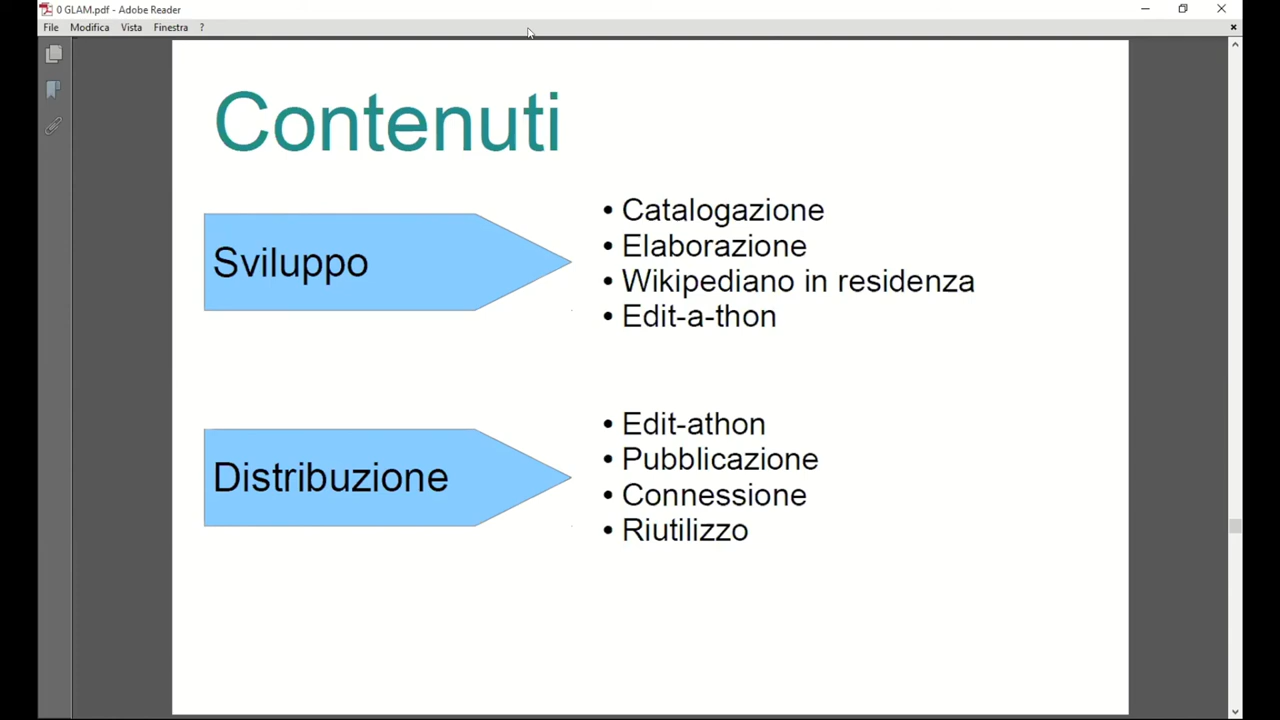 0 GLAM.pdf - Adobe Reader
File Modifica Vista Finestra ?
Contenuti
Sviluppo
• Catalogazione
• Elaborazione
• Wikipediano in residenza
• Edit-a-thon
Distribuzione
• Edit-athon
• Pubblicazione
• Connessione
• Riutilizzo